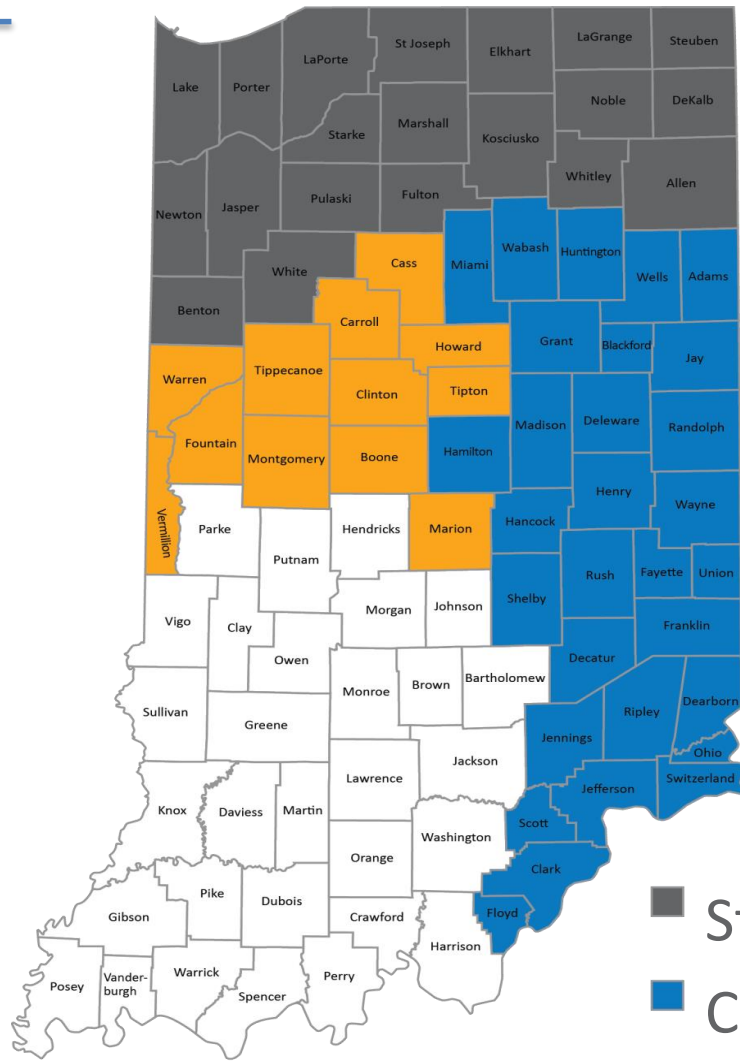 St Joseph
LaGrange
Steuben
Elkhart
LaPorte
Lake
Porter
Noble
DeKalb
Marshall
Starke
Kosciusko
Whitley
Allen
Fulton
Pulaski
Jasper
Newton
White
Cass
Miami
Wabash
Huntington
Wells
Adams
Benton
Carroll
Howard
Grant
Blackford
Jay
Warren
Tippecanoe
Clinton
Tipton
Madison
Deleware
Randolph
Fountain
Montgomery
Boone
Hamilton
Henry
Wayne
Vermillion
Parke
Hendricks
Marion
Hancock
Putnam
Rush
Fayette
Union
Shelby
Morgan
Johnson
Vigo
Clay
Franklin
Owen
Decatur
Monroe
Brown
Bartholomew
Sullivan
Greene
Ripley
Dearborn
Jennings
Ohio
Jackson
Lawrence
Switzerland
Jefferson
Knox
Daviess
Martin
Scott
Washington
Orange
Clark
Pike
Dubois
Gibson
Crawford
Floyd
Harrison
Warrick
Perry
Posey
Vander-
burgh
Spencer